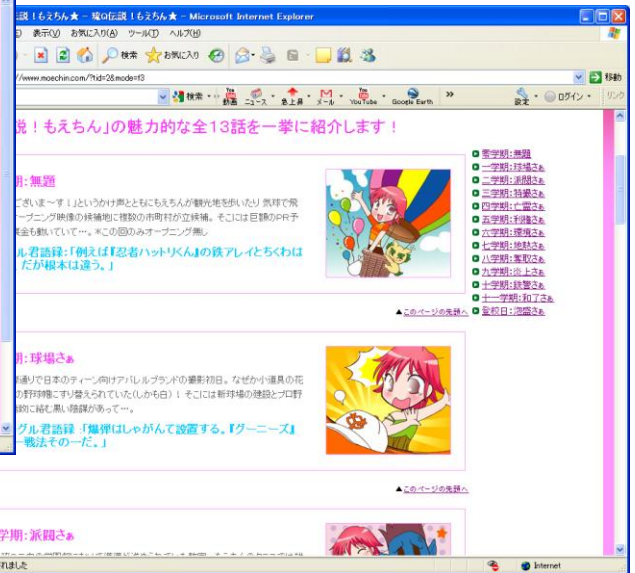 説！もえちん★ － 琉Q伝説！もえちん★ － Microsoft Internet Explorer
表示(V) お気に入り(A) ツール(T) ヘルプ(H)
検索 お気に入り
//www.moechin.com/?tid=2&mode=f3 移動
検索 動画 ニュース 急上昇 メール YouTube Google Earth » 設定 ログイン リンク
説！もえちん」の魅力的な全13話を一挙に紹介します！
期：無題
ございま～す！」というかけ声とともにもえちんが観光地を歩いたり 気球で飛
ープニング映像の候補地に複数の市町村が立候補。そこには巨額のPR予
金も動いていて…。*この回のみオープニング無し
ル君語録：「例えば『忍者ハットリくん』の鉄アレイとちくわは
だが根本は違う。」
▲このページの先頭へ
零学期：無題
一学期：球場さぁ
二学期：派閥さぁ
三学期：特撮さぁ
四学期：亡霊さぁ
五学期：利権さぁ
六学期：環境さぁ
七学期：地熱さぁ
八学期：奪取さぁ
九学期：炎上さぁ
十学期：鉄管さぁ
十一学期：和了さぁ
登校日：泡盛さぁ
期：球場さぁ
通りで日本のティーン向けアパレルブランドの撮影初日。なぜか小道具の花
の野球帽にすり替えられていた(しかも白)！ そこには新球場の建設とプロ野
に絡む黒い陰謀があって…。
グル君語録：「爆弾はしゃがんで設置する。『グーニーズ』
戦法その一だ。」
▲このページの先頭へ
学期：派閥さぁ
れました Internet